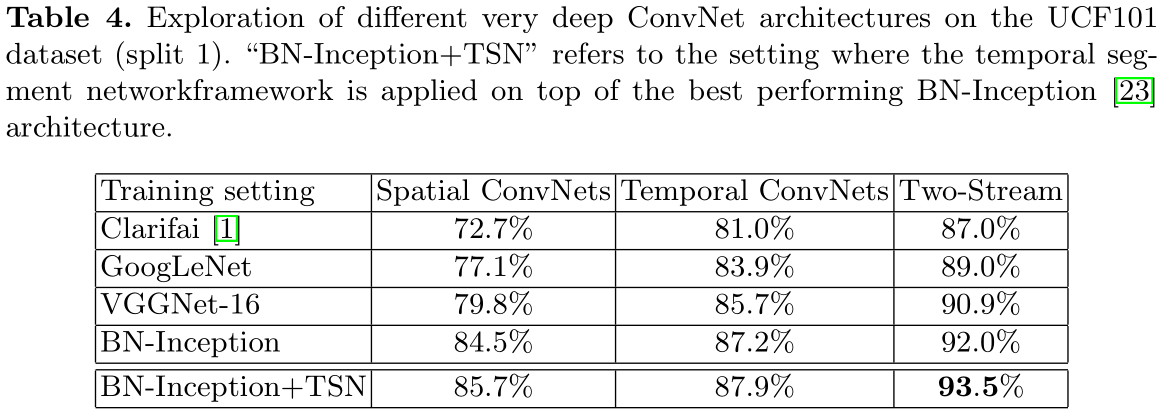 Table 4. Exploration of different very deep ConvNet architectures on the UCF101
dataset (split 1). “BN-Inception+TSN” refers to the setting where the temporal seg-
ment networkframework is applied on top of the best performing BN-Inception [23]
architecture.
Training setting Spatial ConvNets Temporal ConvNets Two-Stream
Clarifai [1] 72.7% 81.0% 87.0%
GoogLeNet 77.1% 83.9% 89.0%
VGGNet-16 79.8% 85.7% 90.9%
BN-Inception 84.5% 87.2% 92.0%
BN-Inception+TSN 85.7% 87.9% 93.5%